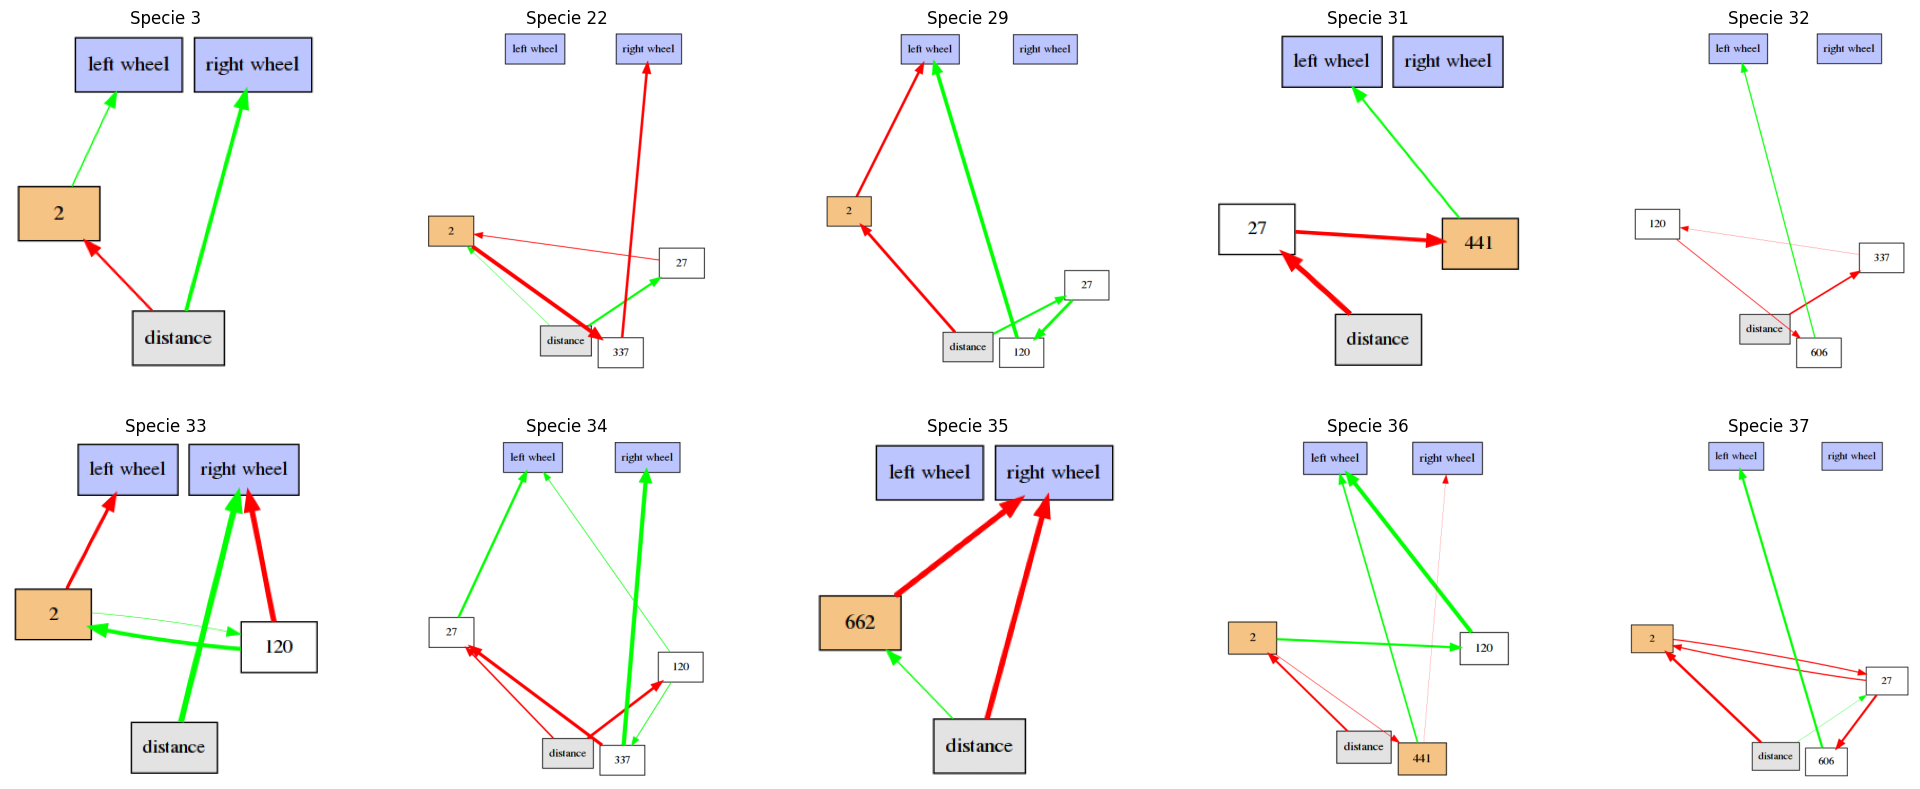 Specie 3
left wheel
right wheel
2
distance
Specie 22
left wheel
right wheel
2
27
distance
337
Specie 29
left wheel
right wheel
2
27
distance
120
Specie 31
left wheel
right wheel
27
441
distance
Specie 32
left wheel
right wheel
120
337
distance
606
Specie 33
left wheel
right wheel
2
120
distance
Specie 34
left wheel
right wheel
27
120
distance
337
Specie 35
left wheel
right wheel
662
distance
Specie 36
left wheel
right wheel
2
120
distance
441
Specie 37
left wheel
right wheel
2
27
distance
606